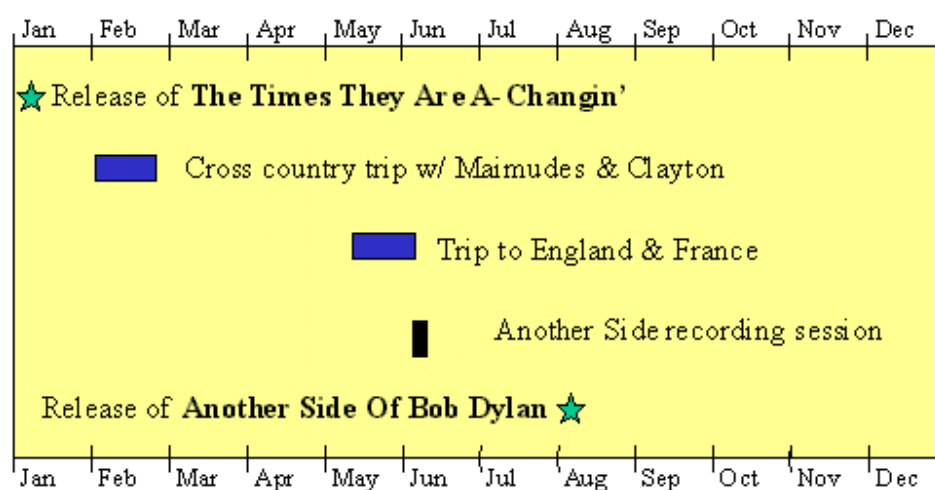 Jan Feb Mar Apr May Jun Jul Aug Sep Oct Nov Dec
Release of The Times They Are A- Changin'
Cross country trip w/ Maimudes & Clayton
Trip to England & France
Another Side recording session
Release of Another Side Of Bob Dylan
Jan Feb Mar Apr May Jun Jul Aug Sep Oct Nov Dec